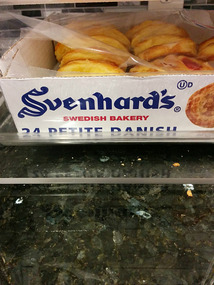 Svenhard's®
SWEDISH BAKERY
24 PETITE DANISH
U D